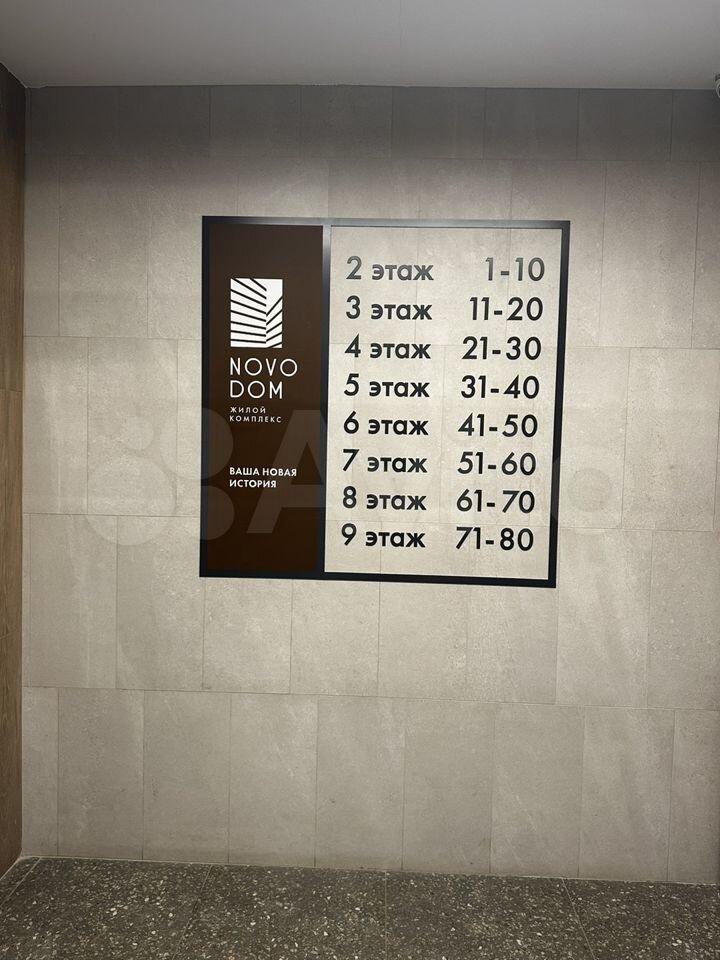 NOVO
DOM
ЖИЛОЙ
КОМПЛЕКС
ВАША НОВАЯ
ИСТОРИЯ
2 этаж 1-10
3 этаж 11-20
4 этаж 21-30
5 этаж 31-40
6 этаж 41-50
7 этаж 51-60
8 этаж 61-70
9 этаж 71-80
Avito